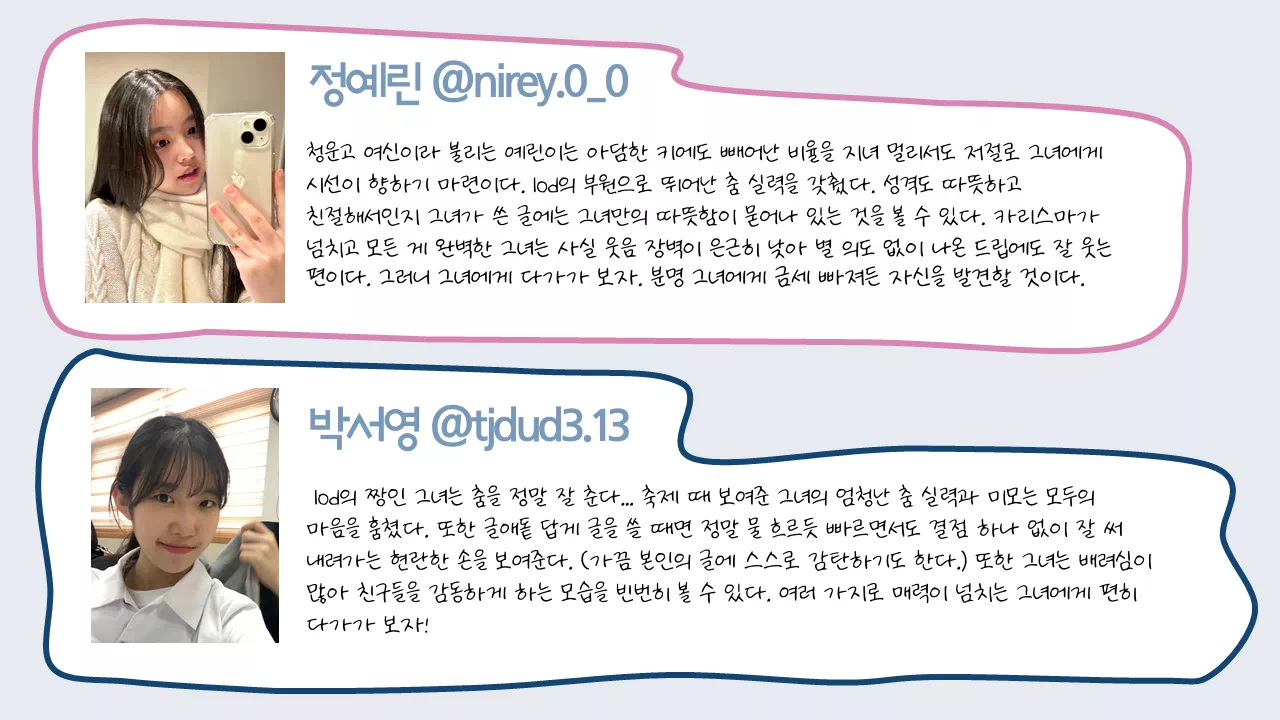 정예린 @nirey.0_0
청운고 여신이라 불리는 예린이는 아담한 키에도 빼어난 비율을 지녀 멀리서도 저절로 그녀에게
시선이 향하기 마련이다. lod의 부원으로 뛰어난 춤 실력을 갖췄다. 성격도 따뜻하고
친절해서인지 그녀가 쓴 글에는 그녀만의 따뜻함이 묻어나 있는 것을 볼 수 있다. 카리스마가
넘치고 모든 게 완벽한 그녀는 사실 웃음 장벽이 은근히 낮아 별 의도 없이 나온 드립에도 잘 웃는
편이다. 그러니 그녀에게 다가가 보자. 분명 그녀에게 금세 빠져든 자신을 발견할 것이다.
박서영 @tjdud3.13
lod의 짱인 그녀는 춤을 정말 잘 춘다... 축제 때 보여준 그녀의 엄청난 춤 실력과 미모는 모두의
마음을 훔쳤다. 또한 글애돝 답게 글을 쓸 때면 정말 물 흐르듯 빠르면서도 결점 하나 없이 잘 써
내려가는 현란한 손을 보여준다. (가끔 본인의 글에 스스로 감탄하기도 한다.) 또한 그녀는 배려심이
많아 친구들을 감동하게 하는 모습을 빈번히 볼 수 있다. 여러 가지로 매력이 넘치는 그녀에게 편히
다가가 보자!